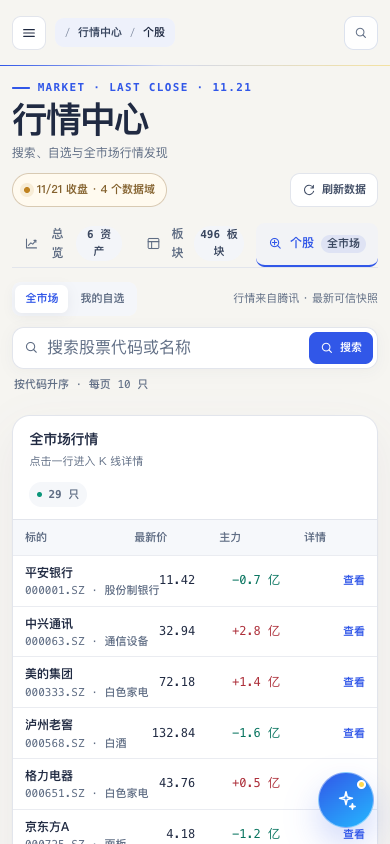 / 行情中心 / 个股
MARKET · LAST CLOSE · 11.21
行情中心
搜索、自选与全市场行情发现
11/21 收盘 · 4 个数据域
刷新数据
总览 6 资产 板块 496 板块 个股 全市场
全市场 我的自选 行情来自腾讯 · 最新可信快照
搜索股票代码或名称 搜索
按代码升序 · 每页 10 只
全市场行情
点击一行进入 K 线详情
29 只
标的 最新价 主力 详情
平安银行
000001.SZ · 股份制银行 11.42 −0.7 亿 查看
中兴通讯
000063.SZ · 通信设备 32.94 +2.8 亿 查看
美的集团
000333.SZ · 白色家电 72.18 +1.4 亿 查看
泸州老窖
000568.SZ · 白酒 132.84 −1.6 亿 查看
格力电器
000651.SZ · 白色家电 43.76 +0.5 亿
京东方A
000725.SZ · 面板 4.18 −1.2 亿 查看